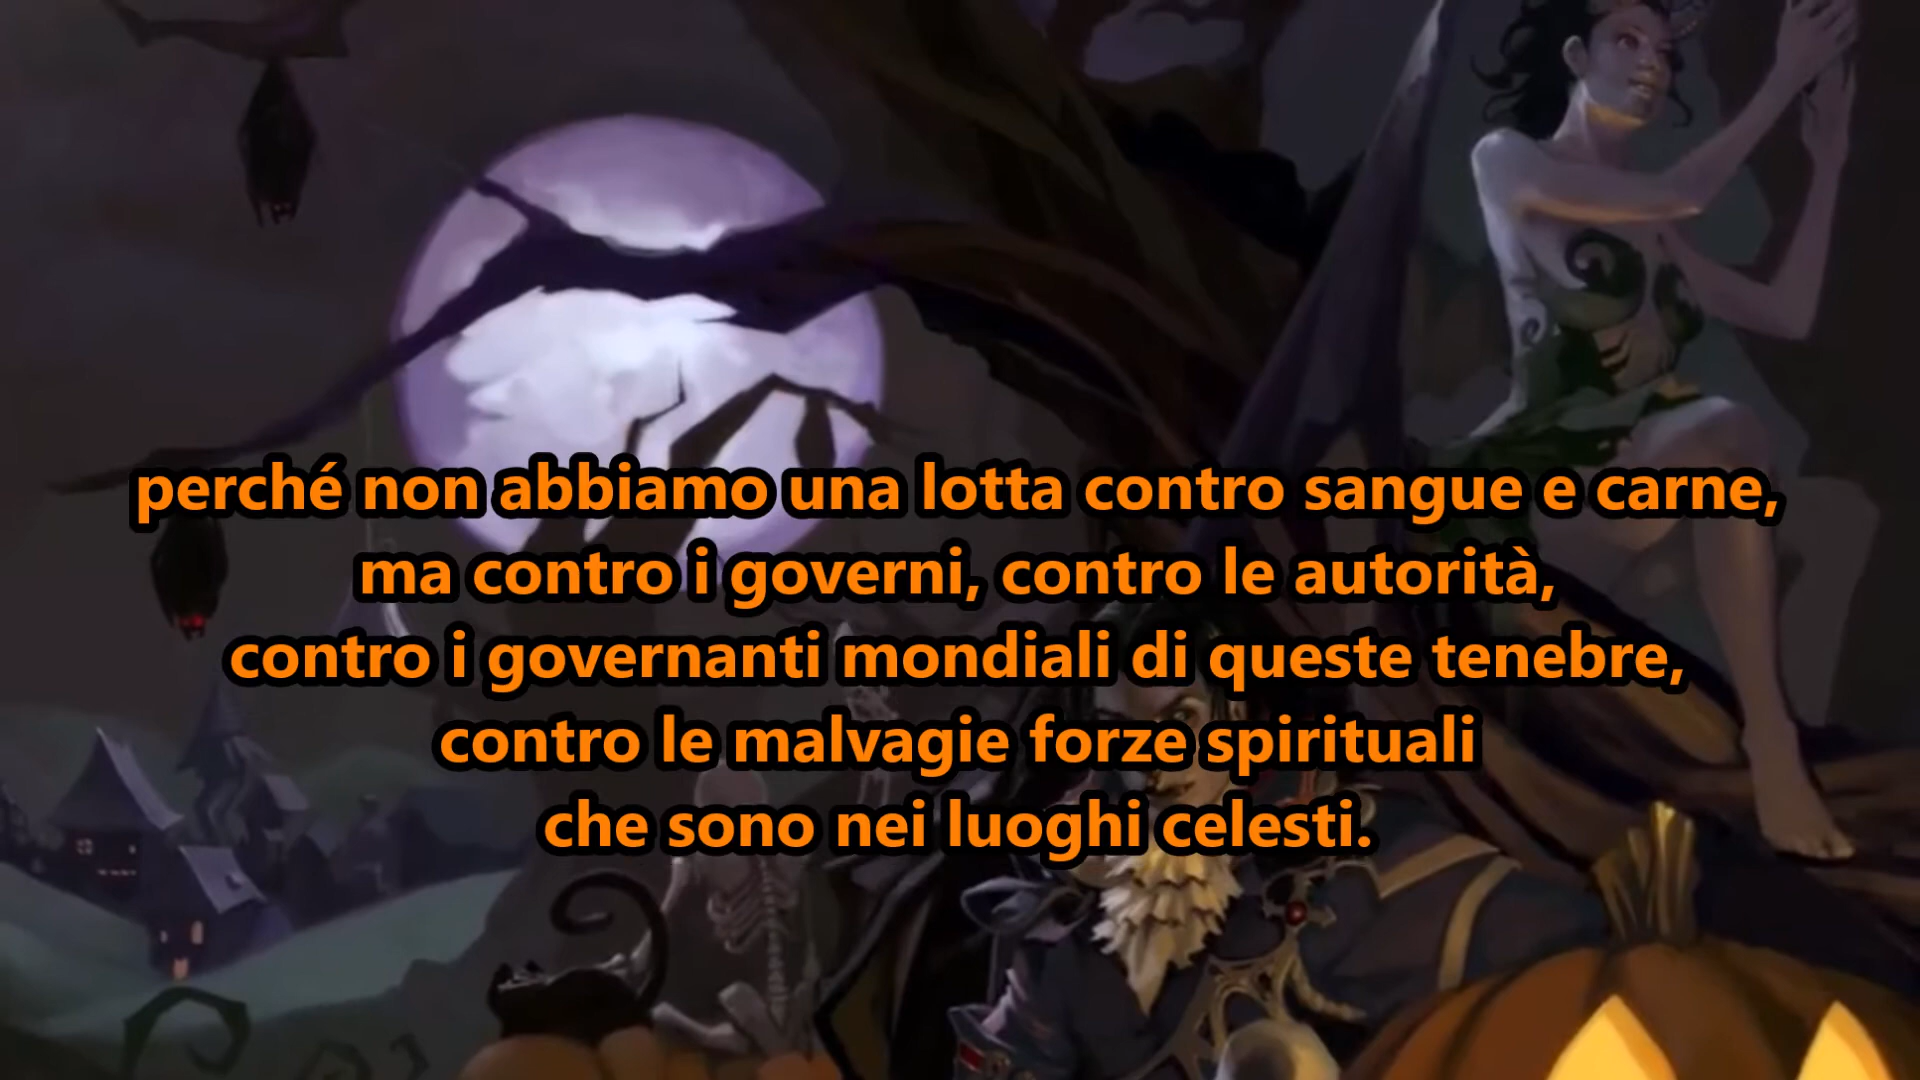 perché non abbiamo una lotta contro sangue e carne,
ma contro i governi, contro le autorità,
contro i governanti mondiali di queste tenebre,
contro le malvagie forze spirituali
che sono nei luoghi celesti.